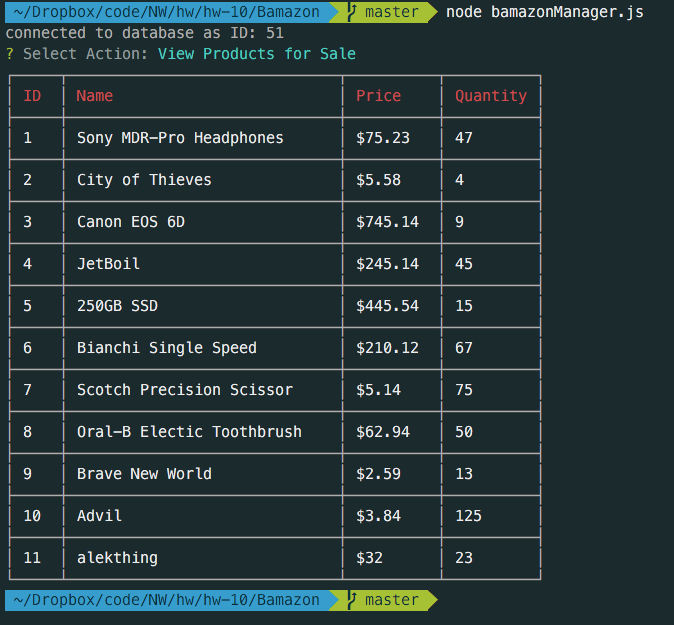 ~/Dropbox/code/NW/hw/hw-10/Bamazon master node bamazonManager.js
connected to database as ID: 51
? Select Action: View Products for Sale
ID Name Price Quantity
1 Sony MDR-Pro Headphones $75.23 47
2 City of Thieves $5.58 4
3 Canon EOS 6D $745.14 9
4 JetBoil $245.14 45
5 250GB SSD $445.54 15
6 Bianchi Single Speed $210.12 67
7 Scotch Precision Scissor $5.14 75
8 Oral-B Electic Toothbrush $62.94 50
9 Brave New World $2.59 13
10 Advil $3.84 125
11 alekthing $32 23
~/Dropbox/code/NW/hw/hw-10/Bamazon master